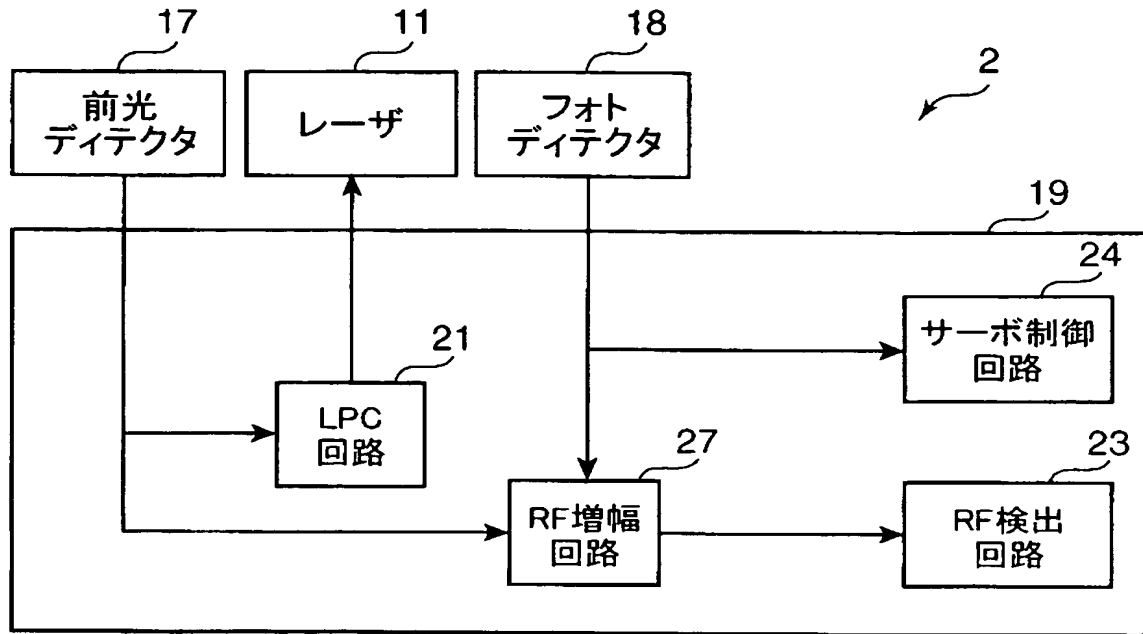 17
11
18
2
前光
ディテクタ
レーザ
フォト
ディテクタ
19
24
サーボ制御
回路
21
LPC
回路
27
RF増幅
回路
23
RF検出
回路